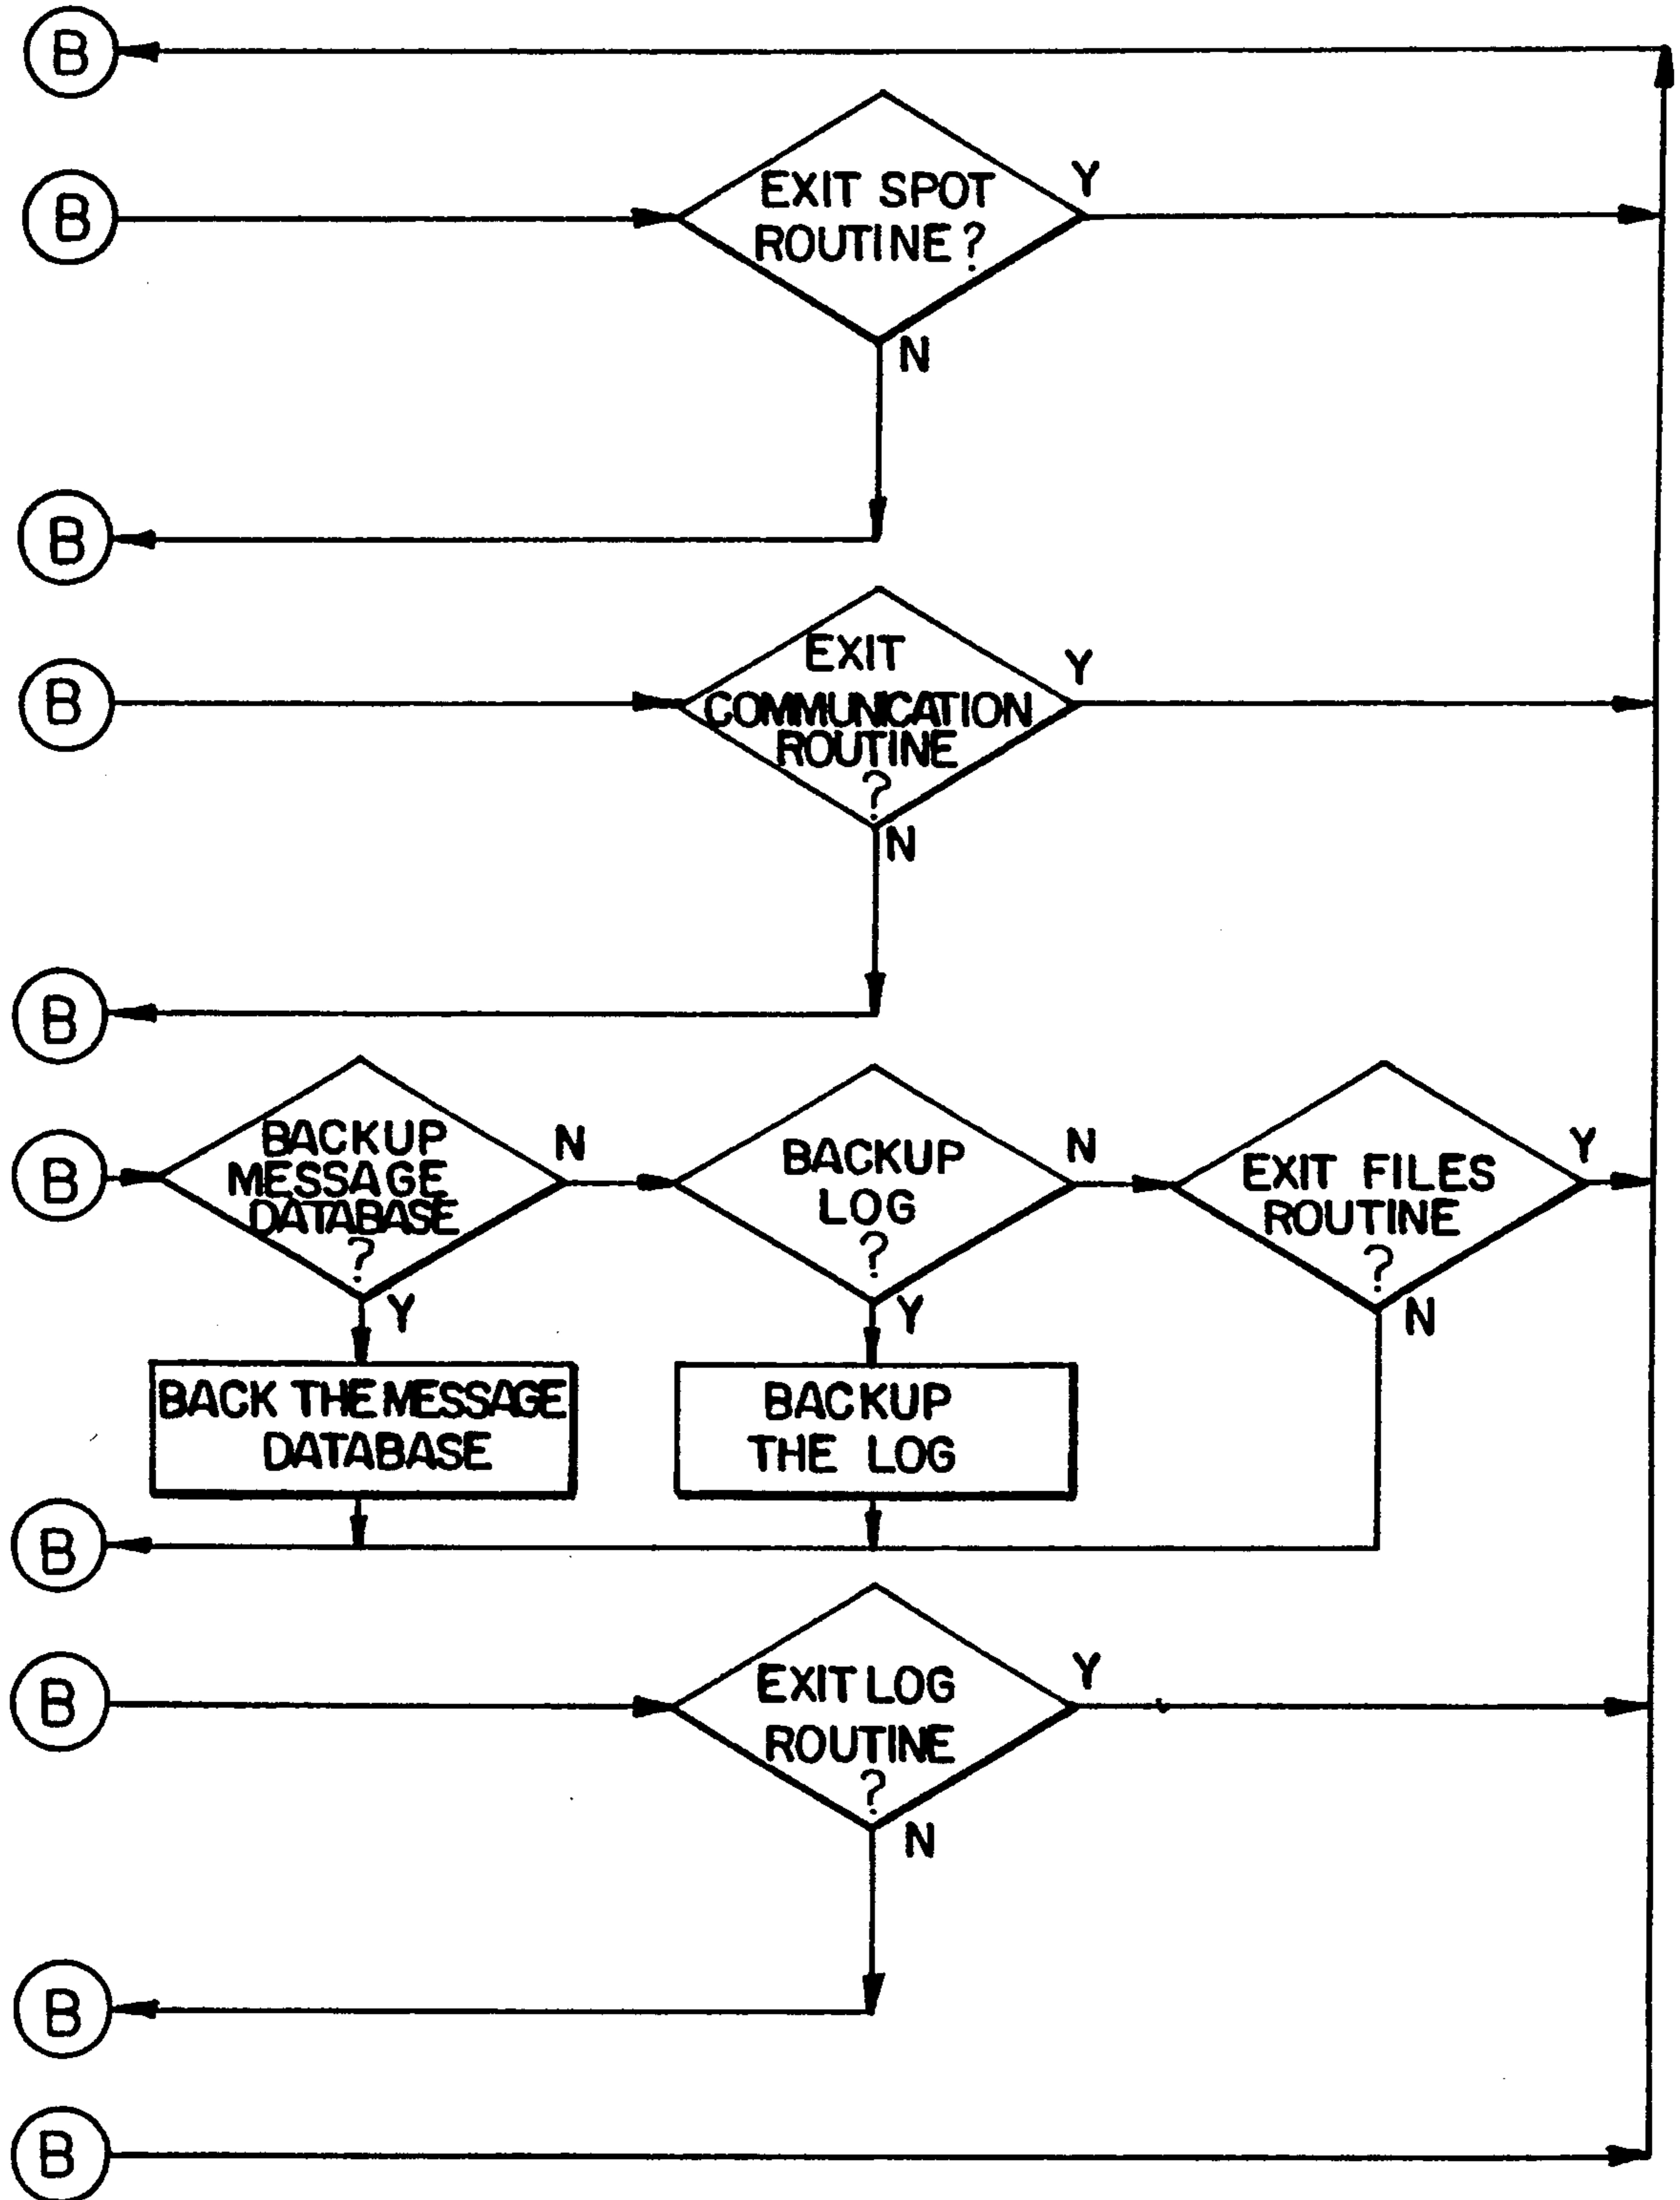 B
B
EXIT SPOT
ROUTINE?
Y
N
B
B
EXIT
COMMUNICATION
ROUTINE
?
Y
N
B
B
BACKUP
MESSAGE
DATABASE
?
N
Y
BACKUP
LOG
?
N
Y
EXIT FILES
ROUTINE
?
Y
N
BACK THE MESSAGE
DATABASE
BACKUP
THE LOG
B
B
EXIT LOG
ROUTINE
?
Y
N
B
B